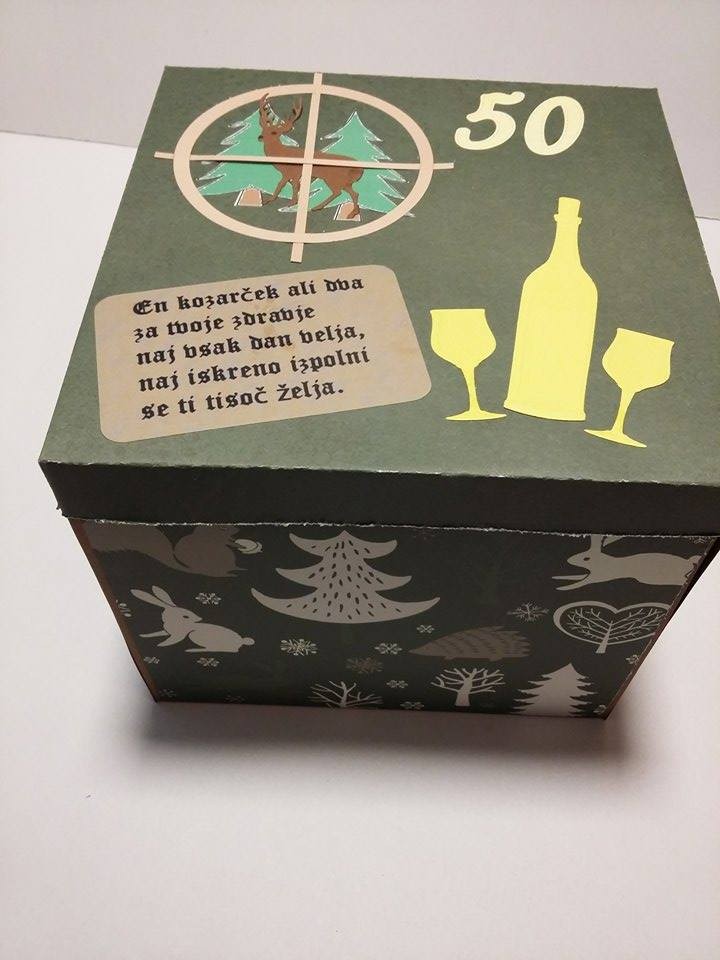 50
En kozarček ali dva
za tvoje zdravje
naj vsak dan velja,
naj iskreno izpolni
se ti tisoč želja.